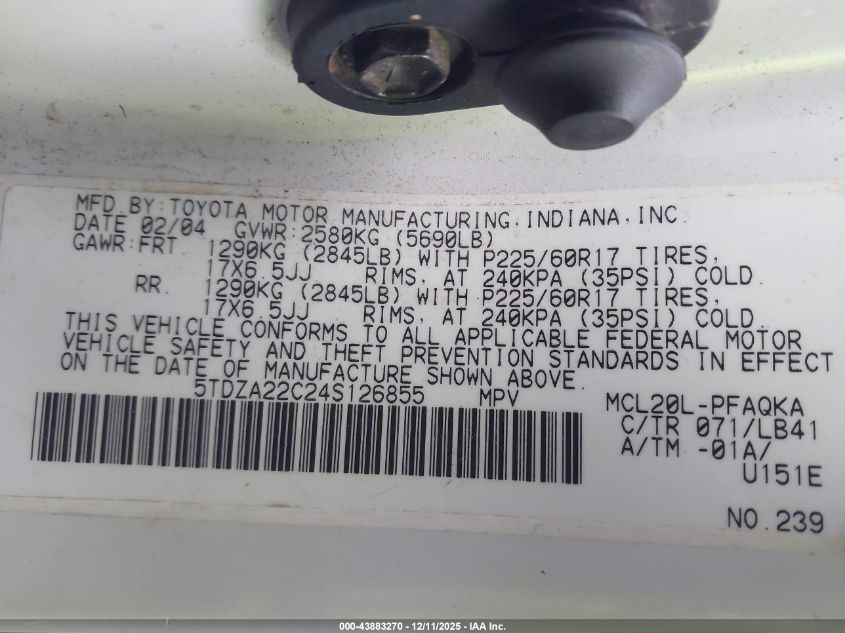 MFD. BY: TOYOTA MOTOR MANUFACTURING, INDIANA, INC.
DATE 02/04 GVWR:2580KG (5690LB)
GAWR:FRT. 1290KG (2845LB) WITH P225/60R17 TIRES,
17X6.5JJ RIMS, AT 240KPA (35PSI) COLD.
RR. 1290KG (2845LB) WITH P225/60R17 TIRES,
17X6.5JJ RIMS, AT 240KPA (35PSI) COLD.
THIS VEHICLE CONFORMS TO ALL APPLICABLE FEDERAL MOTOR
VEHICLE SAFETY AND THEFT PREVENTION STANDARDS IN EFFECT
ON THE DATE OF MANUFACTURE SHOWN ABOVE.
5TDZA22C24S126855 MPV MCL20L-PFAQKA
C/TR 071/LB41
A/TM -01A/
U151E
NO.239
000-43883270 - 12/11/2025 - IAA Inc.